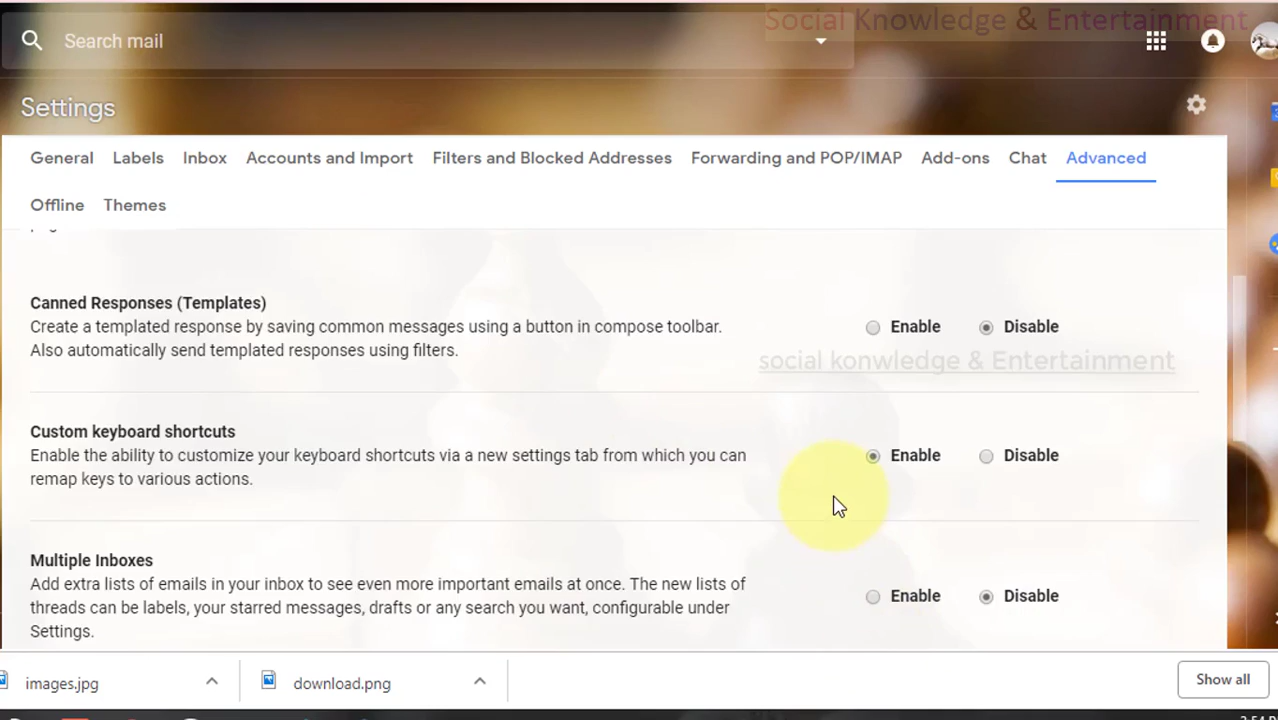 Social Knowledge & Entertainment
Search mail
Settings
General Labels Inbox Accounts and Import Filters and Blocked Addresses Forwarding and POP/IMAP Add-ons Chat Advanced
Offline Themes
Canned Responses (Templates)
Create a templated response by saving common messages using a button in compose toolbar. Enable Disable
Also automatically send templated responses using filters.
social konwledge & Entertainment
Custom keyboard shortcuts
Enable the ability to customize your keyboard shortcuts via a new settings tab from which you can Enable Disable
remap keys to various actions.
Multiple Inboxes
Add extra lists of emails in your inbox to see even more important emails at once. The new lists of
threads can be labels, your starred messages, drafts or any search you want, configurable under Enable Disable
Settings.
images.jpg download.png Show all